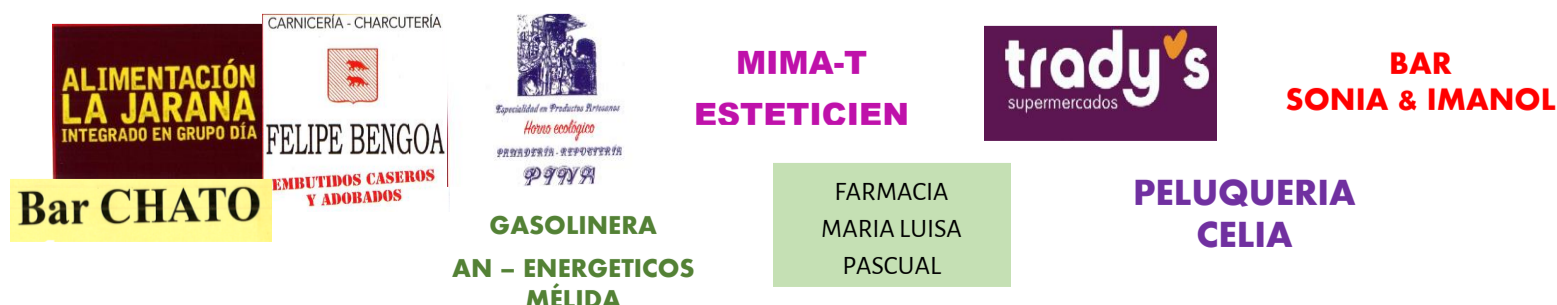 ALIMENTACIÓN
LA JARANA
INTEGRADO EN GRUPO DÍA
Bar CHATO
CARNICERÍA - CHARCUTERÍA
FELIPE BENGOA
EMBUTIDOS CASEROS
Y ADOBADOS
Especialidad en Productos Artesanos
Horno ecológico
PANADERÍA - REPOSTERÍA
GASOLINERA
AN – ENERGETICOS
MÉLIDA
MIMA-T
ESTETICIEN
FARMACIA
MARIA LUISA
PASCUAL
trady's
supermercados
PELUQUERIA
CELIA
BAR
SONIA & IMANOL